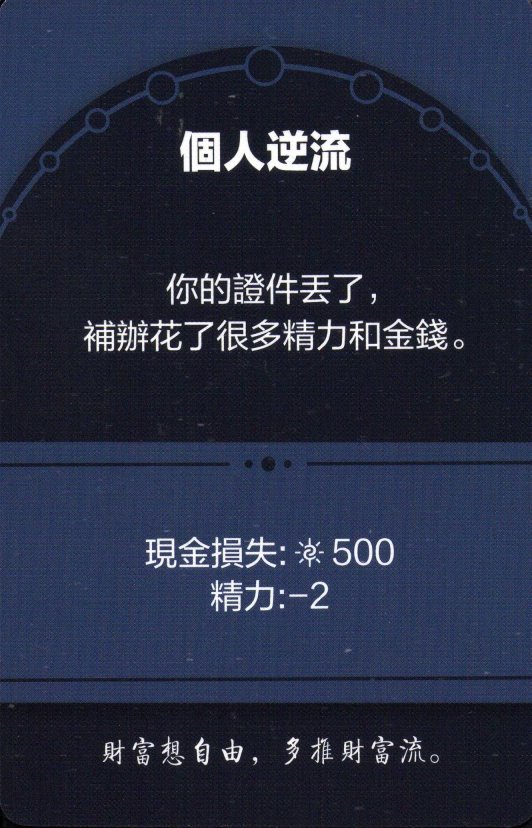 個人逆流
你的證件丟了，
補辦花了很多精力和金錢。
現金損失: 500
精力:-2
財富想自由，多推財富流。